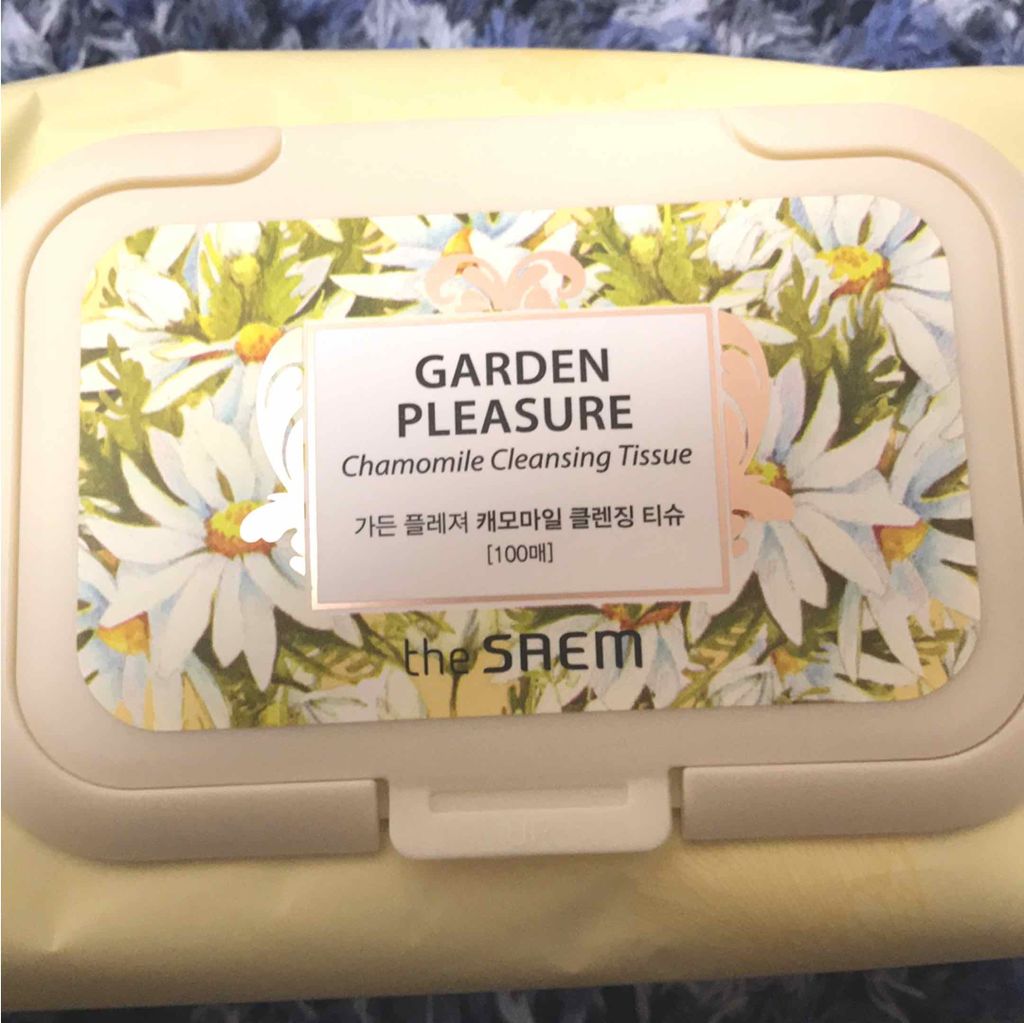 GARDEN
PLEASURE
Chamomile Cleansing Tissue
가든 플레져 캐모마일 클렌징 티슈
[100매]
the SAEM